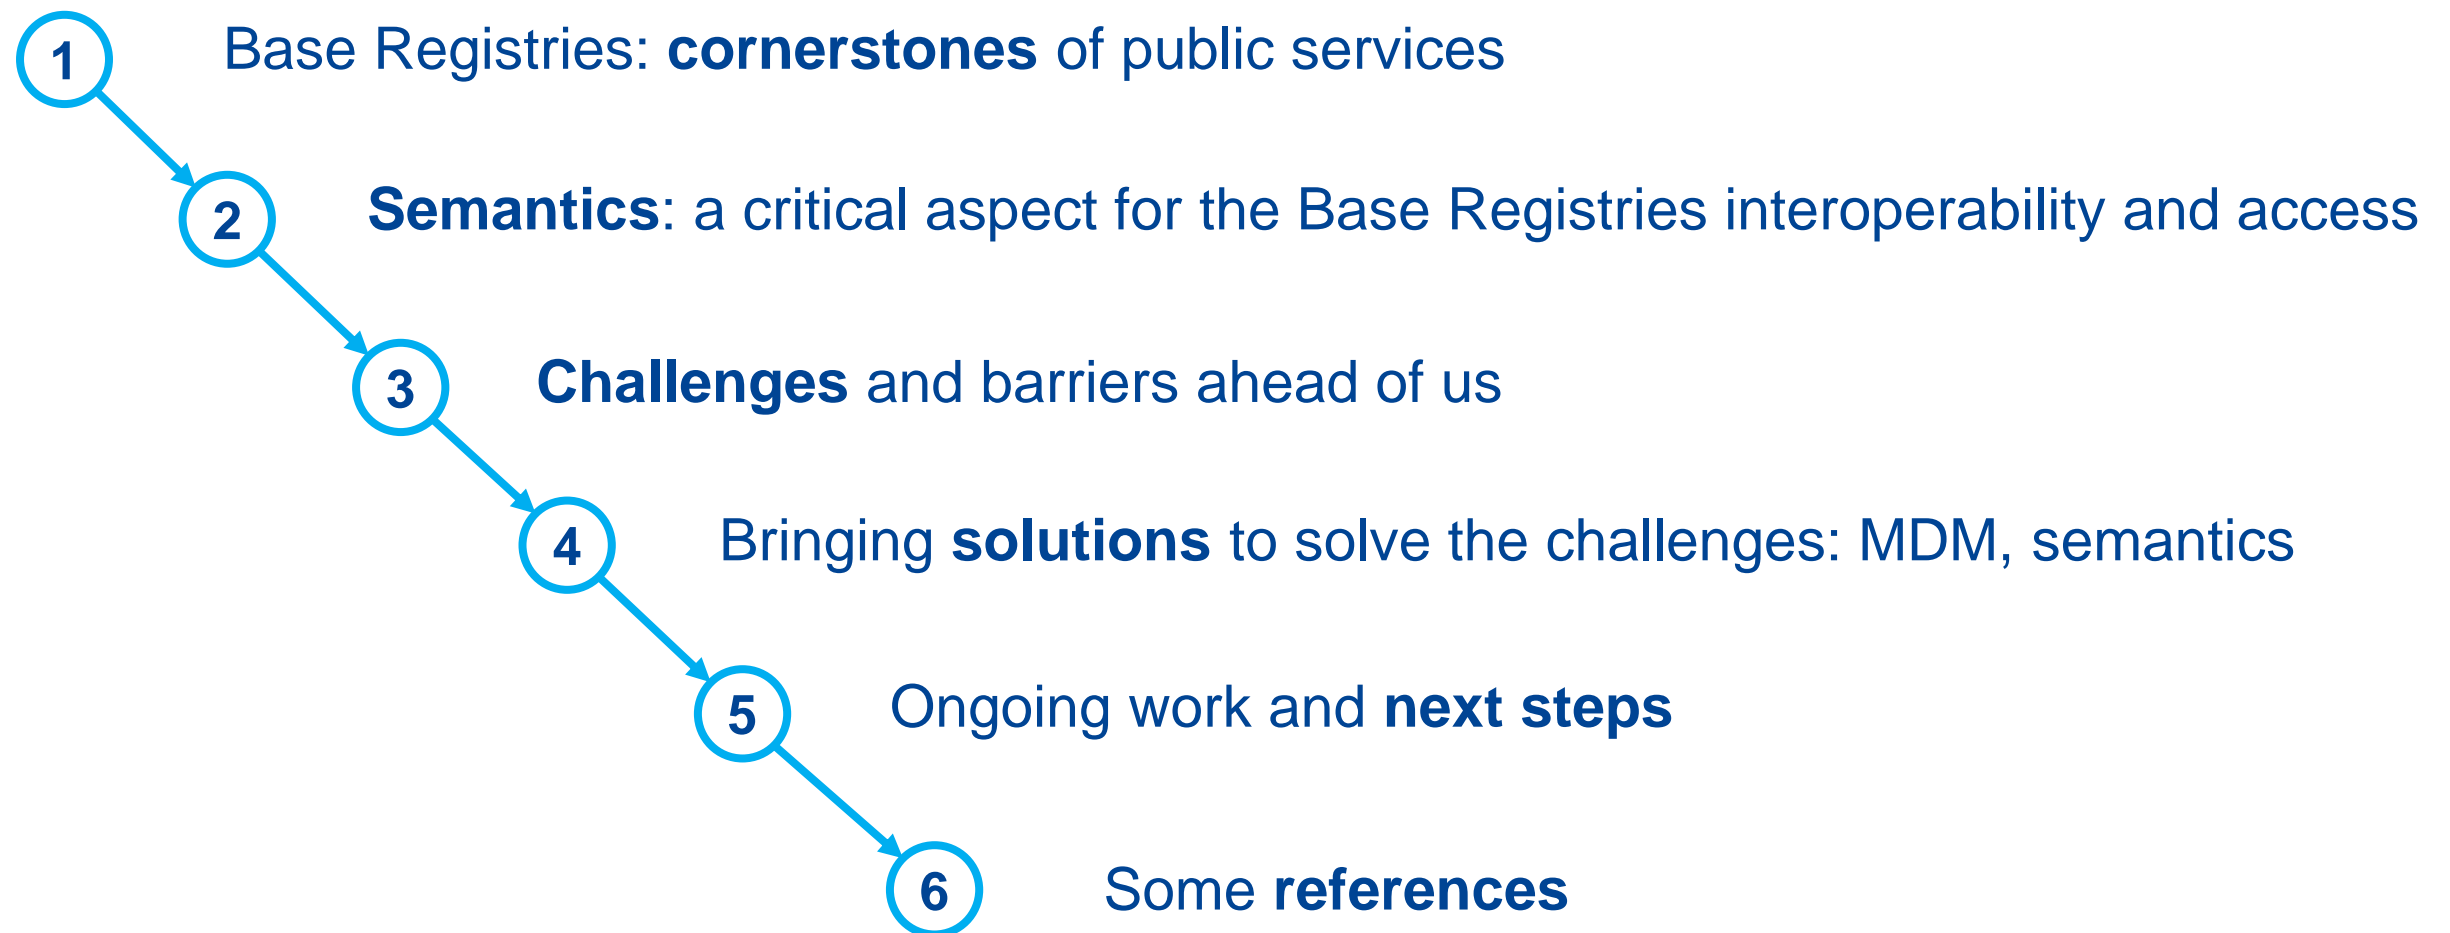 1 Base Registries: cornerstones of public services
2 Semantics: a critical aspect for the Base Registries interoperability and access
3 Challenges and barriers ahead of us
4 Bringing solutions to solve the challenges: MDM, semantics
5 Ongoing work and next steps
6 Some references